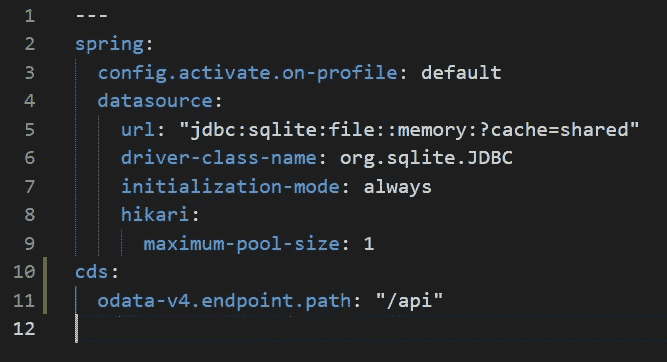 1 ---
2 spring:
3   config.activate.on-profile: default
4   datasource:
5     url: "jdbc:sqlite:file::memory:?cache=shared"
6     driver-class-name: org.sqlite.JDBC
7     initialization-mode: always
8     hikari:
9       maximum-pool-size: 1
10 cds:
11   odata-v4.endpoint.path: "/api"
12